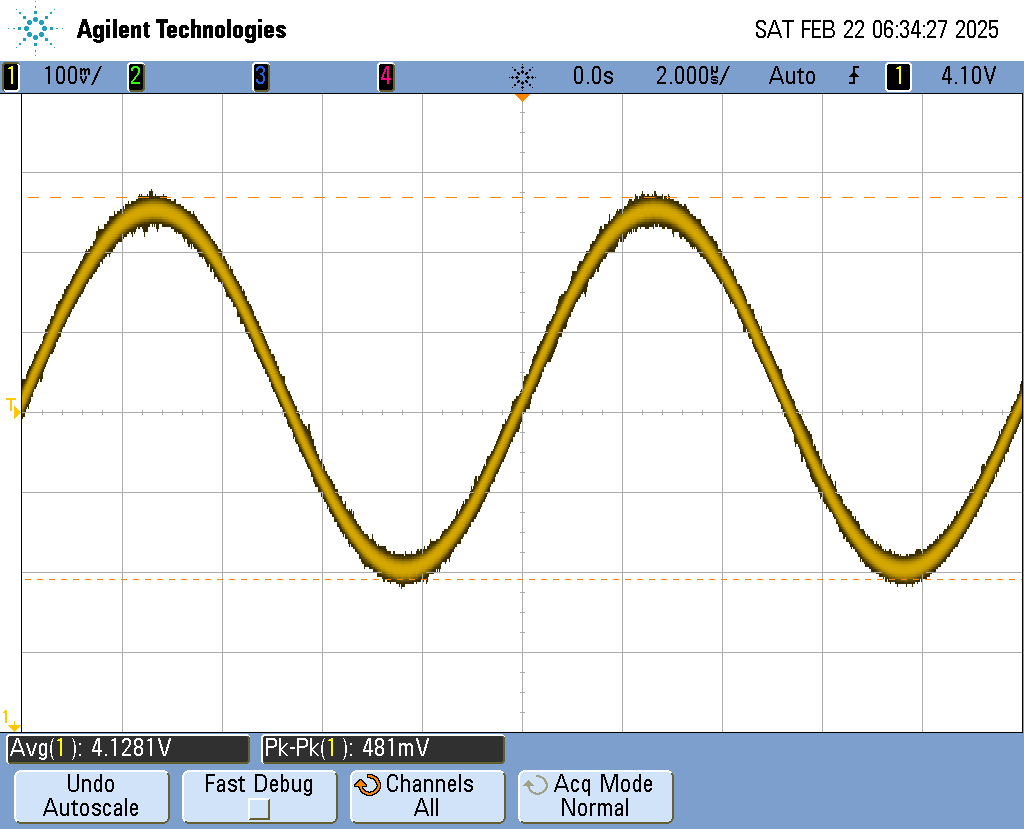 Agilent Technologies SAT FEB 22 06:34:27 2025
1 100mV/ 2 3 4 0.0s 2.000us/ Auto 1 4.10V
T
1
Avg(1): 4.1281V Pk-Pk(1): 481mV
Undo Autoscale Fast Debug Channels All Acq Mode Normal